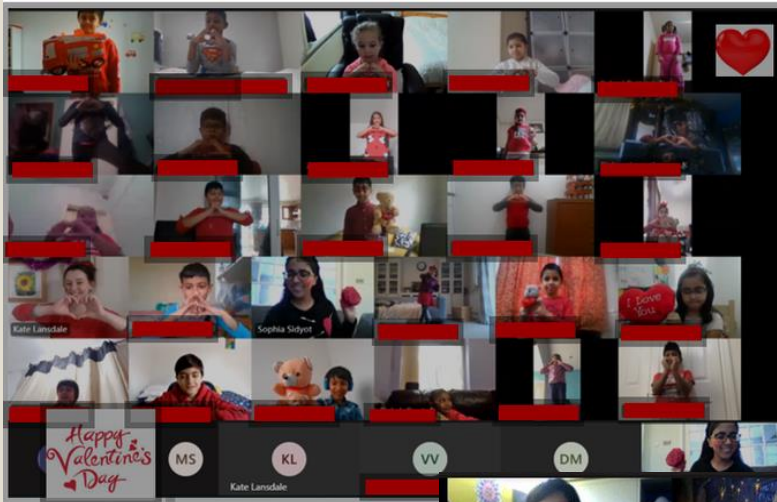 Kate Lansdale
Sophia Sidyot
I Love
You
Happy
Valentine's
Day
MS
KL
VV
DM
Kate Lansdale